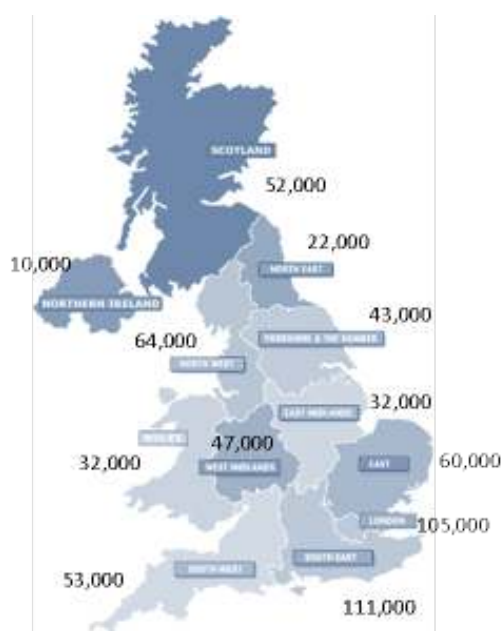 SCOTLAND
52,000
22,000
10,000
NORTH EAST
NORTHERN IRELAND
43,000
64,000
YORKSHIRE & THE HUMBER
NORTH WEST
32,000
EAST MIDLANDS
WALES
47,000
32,000
WEST MIDLANDS
EAST
60,000
LONDON
105,000
SOUTH EAST
53,000
SOUTH WEST
111,000